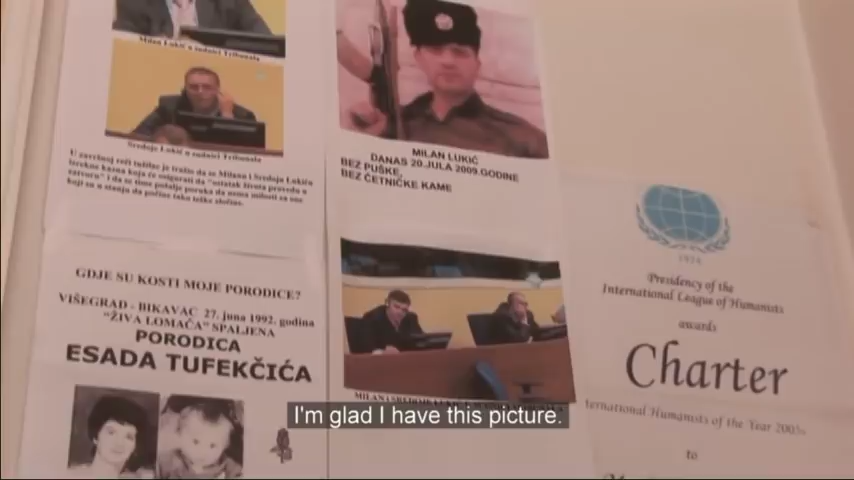 Milan Lukić u sudnici Tribunala
Sredoje Lukić u sudnici Tribunala
U završnoj reči tužilac je tražio da se Milanu i Sredoju Lukiću
izrekne kazna koja će osigurati da "ostatak života provedu u
zatvoru" i da se time pošalje poruka da nema milosti za one
koji su u stanju da počine tako teške zločine.
GDJE SU KOSTI MOJE PORODICE?
VIŠEGRAD - BIKAVAC 27. juna 1992. godina
"ŽIVA LOMAČA" SPALJENA
PORODICA
ESADA TUFEKČIĆA
MILAN LUKIĆ
DANAS 20.JULA 2009.GODINE
BEZ PUŠKE,
BEZ ČETNIČKE KAME
MILAN I SREDOJE
1974
Presidency of the
International League of Humanists
awards
Charter
International Humanists of the Year 2005
to
I'm glad I have this picture.